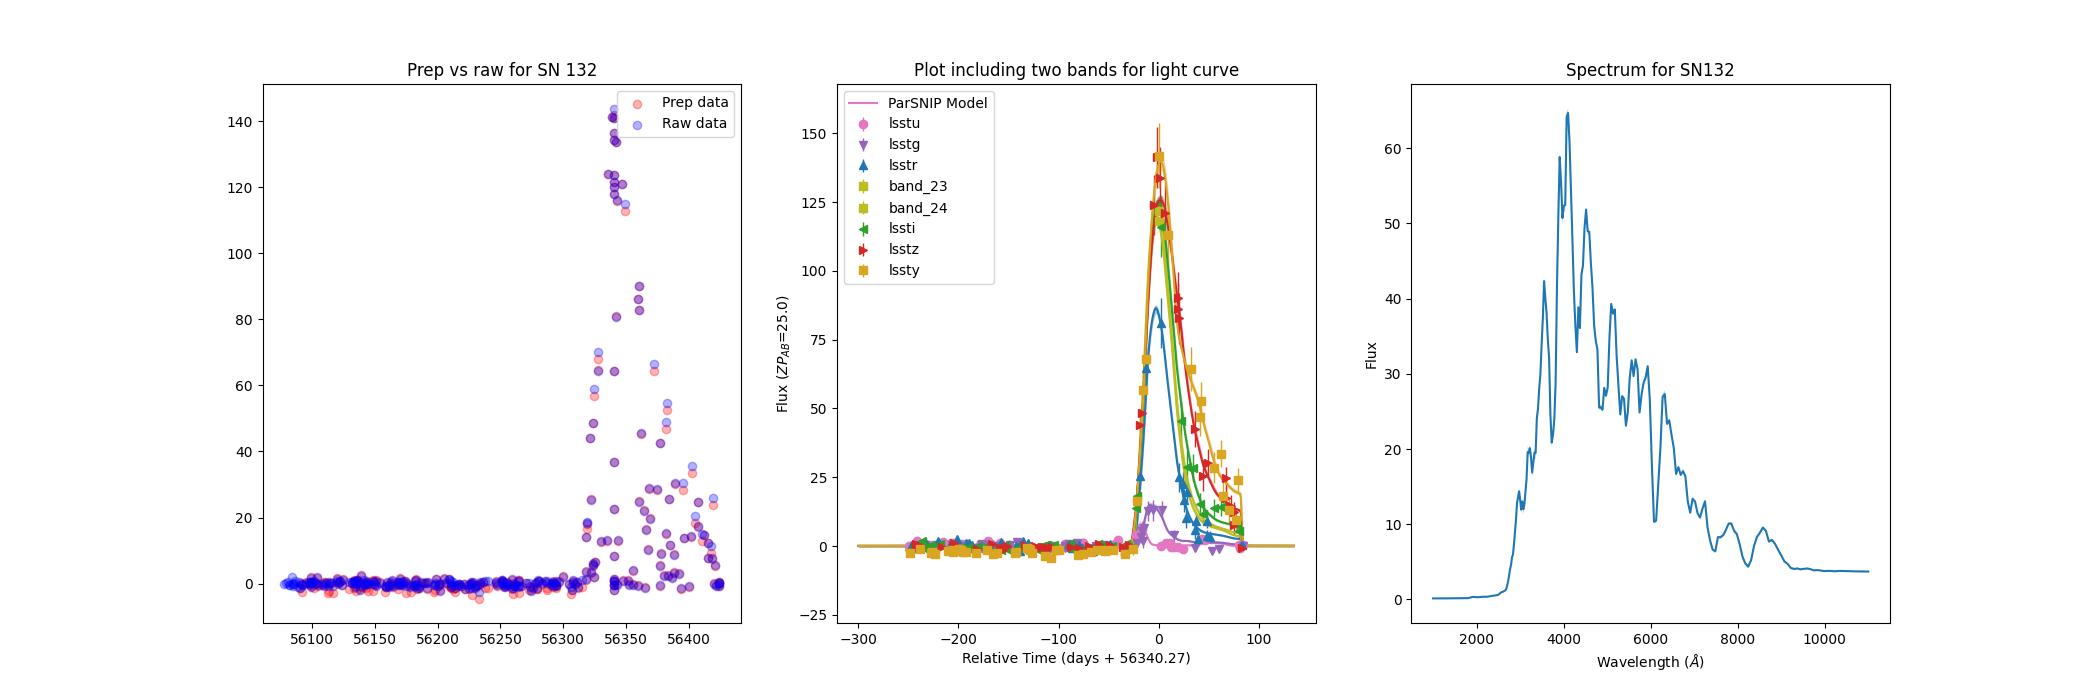 Prep vs raw for SN 132
Prep data
Raw data
140
120
100
80
60
40
20
0
56100 56150 56200 56250 56300 56350 56400
Plot including two bands for light curve
ParSNIP Model
lsstu
lsstg
lsstr
band_23
band_24
lssti
lsstz
lssty
Flux (ZP_AB=25.0)
150
125
100
75
50
25
0
−25
−300 −200 −100 0 100
Relative Time (days + 56340.27)
Spectrum for SN132
Flux
60
50
40
30
20
10
0
2000 4000 6000 8000 10000
Wavelength (Å)